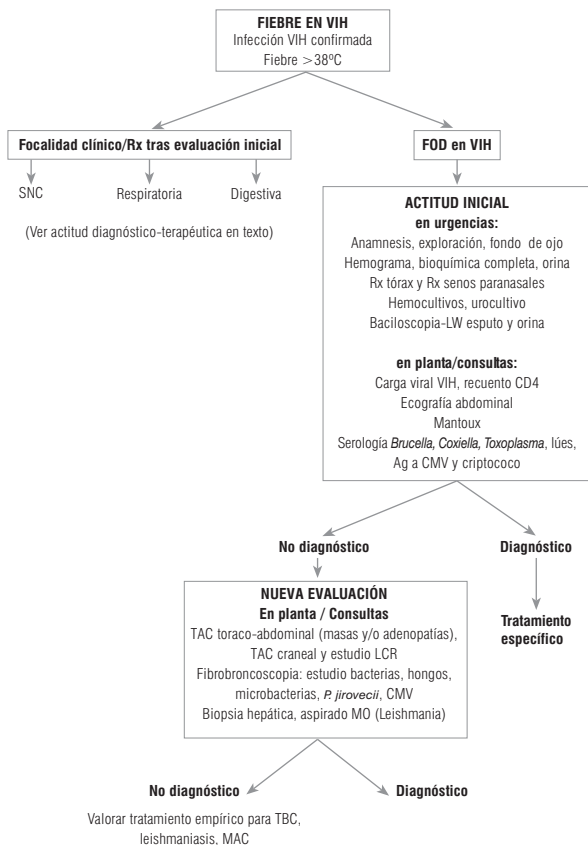 FIEBRE EN VIH
Infección VIH confirmada
Fiebre >38ºC
Focalidad clínico/Rx tras evaluación inicial
SNC
Respiratoria
Digestiva
(Ver actitud diagnóstico-terapéutica en texto)
FOD en VIH
ACTITUD INICIAL
en urgencias:
Anamnesis, exploración, fondo de ojo
Hemograma, bioquímica completa, orina
Rx tórax y Rx senos paranasales
Hemocultivos, urocultivo
Baciloscopia-LW esputo y orina
en planta/consultas:
Carga viral VIH, recuento CD4
Ecografía abdominal
Mantoux
Serología Brucella, Coxiella, Toxoplasma, lúes,
Ag a CMV y criptococo
No diagnóstico
Diagnóstico
NUEVA EVALUACIÓN
En planta / Consultas
TAC toraco-abdominal (masas y/o adenopatías),
TAC craneal y estudio LCR
Fibrobroncoscopia: estudio bacterias, hongos,
microbacterias, P. jirovecii, CMV
Biopsia hepática, aspirado MO (Leishmania)
Tratamiento
específico
No diagnóstico
Diagnóstico
Valorar tratamiento empírico para TBC,
leishmaniasis, MAC